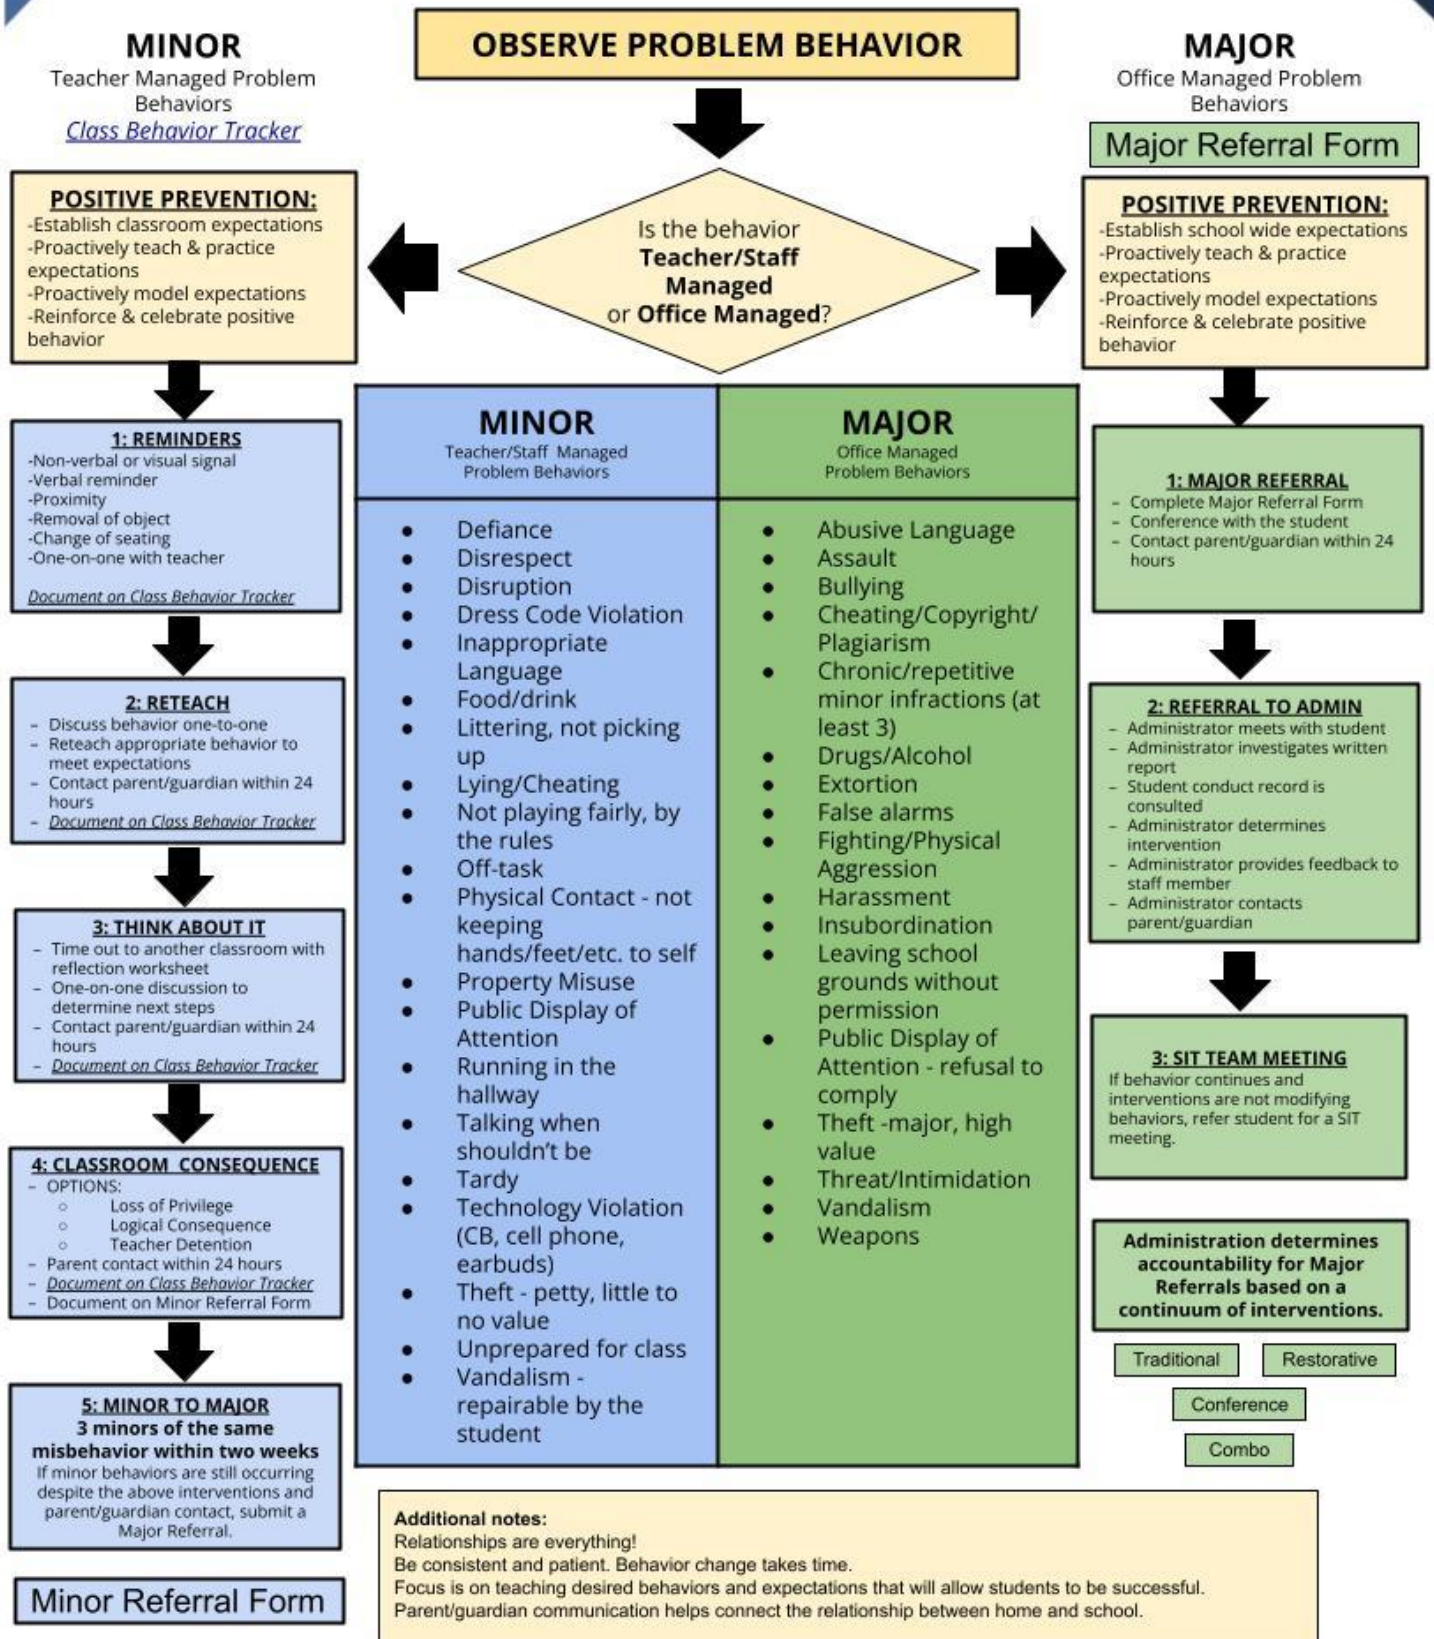 MINOR
Teacher Managed Problem
Behaviors
Class Behavior Tracker
OBSERVE PROBLEM BEHAVIOR
MAJOR
Office Managed Problem
Behaviors
Major Referral Form
POSITIVE PREVENTION:
-Establish classroom expectations
-Proactively teach & practice
expectations
-Proactively model expectations
-Reinforce & celebrate positive
behavior
Is the behavior
Teacher/Staff
Managed
or Office Managed?
POSITIVE PREVENTION:
-Establish school wide expectations
-Proactively teach & practice
expectations
-Proactively model expectations
-Reinforce & celebrate positive
behavior
1: REMINDERS
-Non-verbal or visual signal
-Verbal reminder
-Proximity
-Removal of object
-Change of seating
-One-on-one with teacher
Document on Class Behavior Tracker
2: RETEACH
– Discuss behavior one-to-one
– Reteach appropriate behavior to
meet expectations
– Contact parent/guardian within 24
hours
– Document on Class Behavior Tracker
3: THINK ABOUT IT
– Time out to another classroom with
reflection worksheet
– One-on-one discussion to
determine next steps
– Contact parent/guardian within 24
hours
– Document on Class Behavior Tracker
4: CLASSROOM CONSEQUENCE
– OPTIONS:
○ Loss of Privilege
○ Logical Consequence
○ Teacher Detention
– Parent contact within 24 hours
– Document on Class Behavior Tracker
– Document on Minor Referral Form
5: MINOR TO MAJOR
3 minors of the same
misbehavior within two weeks
If minor behaviors are still occurring
despite the above interventions and
parent/guardian contact, submit a
Major Referral.
Minor Referral Form
MINOR
Teacher/Staff Managed
Problem Behaviors
● Defiance
● Disrespect
● Disruption
● Dress Code Violation
● Inappropriate
Language
● Food/drink
● Littering, not picking
up
● Lying/Cheating
● Not playing fairly, by
the rules
● Off-task
● Physical Contact - not
keeping
hands/feet/etc. to self
● Property Misuse
● Public Display of
Attention
● Running in the
hallway
● Talking when
shouldn't be
● Tardy
● Technology Violation
(CB, cell phone,
earbuds)
● Theft - petty, little to
no value
● Unprepared for class
● Vandalism -
repairable by the
student
MAJOR
Office Managed
Problem Behaviors
● Abusive Language
● Assault
● Bullying
● Cheating/Copyright/
Plagiarism
● Chronic/repetitive
minor infractions (at
least 3)
● Drugs/Alcohol
● Extortion
● False alarms
● Fighting/Physical
Aggression
● Harassment
● Insubordination
● Leaving school
grounds without
permission
● Public Display of
Attention - refusal to
comply
● Theft -major, high
value
● Threat/Intimidation
● Vandalism
● Weapons
1: MAJOR REFERRAL
– Complete Major Referral Form
– Conference with the student
– Contact parent/guardian within 24
hours
2: REFERRAL TO ADMIN
– Administrator meets with student
– Administrator investigates written
report
– Student conduct record is
consulted
– Administrator determines
intervention
– Administrator provides feedback to
staff member
– Administrator contacts
parent/guardian
3: SIT TEAM MEETING
If behavior continues and
interventions are not modifying
behaviors, refer student for a SIT
meeting.
Administration determines
accountability for Major
Referrals based on a
continuum of interventions.
Traditional
Restorative
Conference
Combo
Additional notes:
Relationships are everything!
Be consistent and patient. Behavior change takes time.
Focus is on teaching desired behaviors and expectations that will allow students to be successful.
Parent/guardian communication helps connect the relationship between home and school.